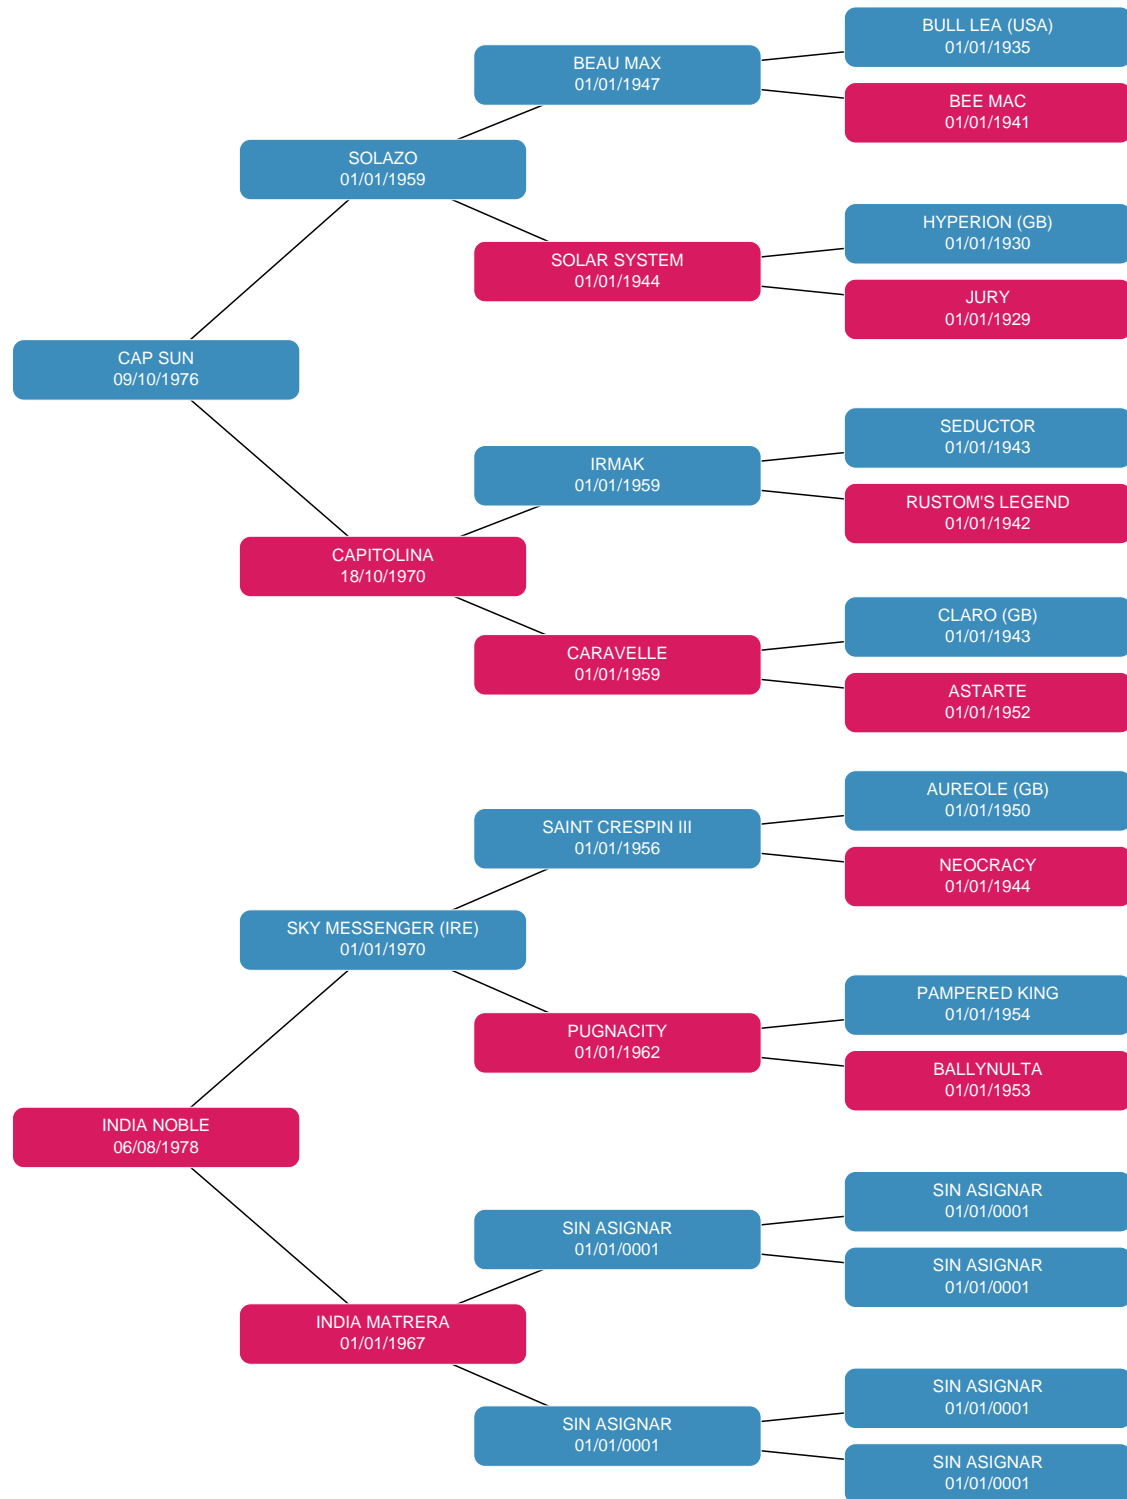 BULL LEA (USA)
01/01/1935
BEAU MAX
01/01/1947
BEE MAC
01/01/1941
SOLAZO
01/01/1959
HYPERION (GB)
01/01/1930
SOLAR SYSTEM
01/01/1944
JURY
01/01/1929
CAP SUN
09/10/1976
SEDUCTOR
01/01/1943
IRMAK
01/01/1959
RUSTOM'S LEGEND
01/01/1942
CAPITOLINA
18/10/1970
CLARO (GB)
01/01/1943
CARAVELLE
01/01/1959
ASTARTE
01/01/1952
AUREOLE (GB)
01/01/1950
SAINT CRESPIN III
01/01/1956
NEOCRACY
01/01/1944
SKY MESSENGER (IRE)
01/01/1970
PAMPERED KING
01/01/1954
PUGNACITY
01/01/1962
BALLYNULTA
01/01/1953
INDIA NOBLE
06/08/1978
SIN ASIGNAR
01/01/0001
SIN ASIGNAR
01/01/0001
SIN ASIGNAR
01/01/0001
INDIA MATRERA
01/01/1967
SIN ASIGNAR
01/01/0001
SIN ASIGNAR
01/01/0001
SIN ASIGNAR
01/01/0001